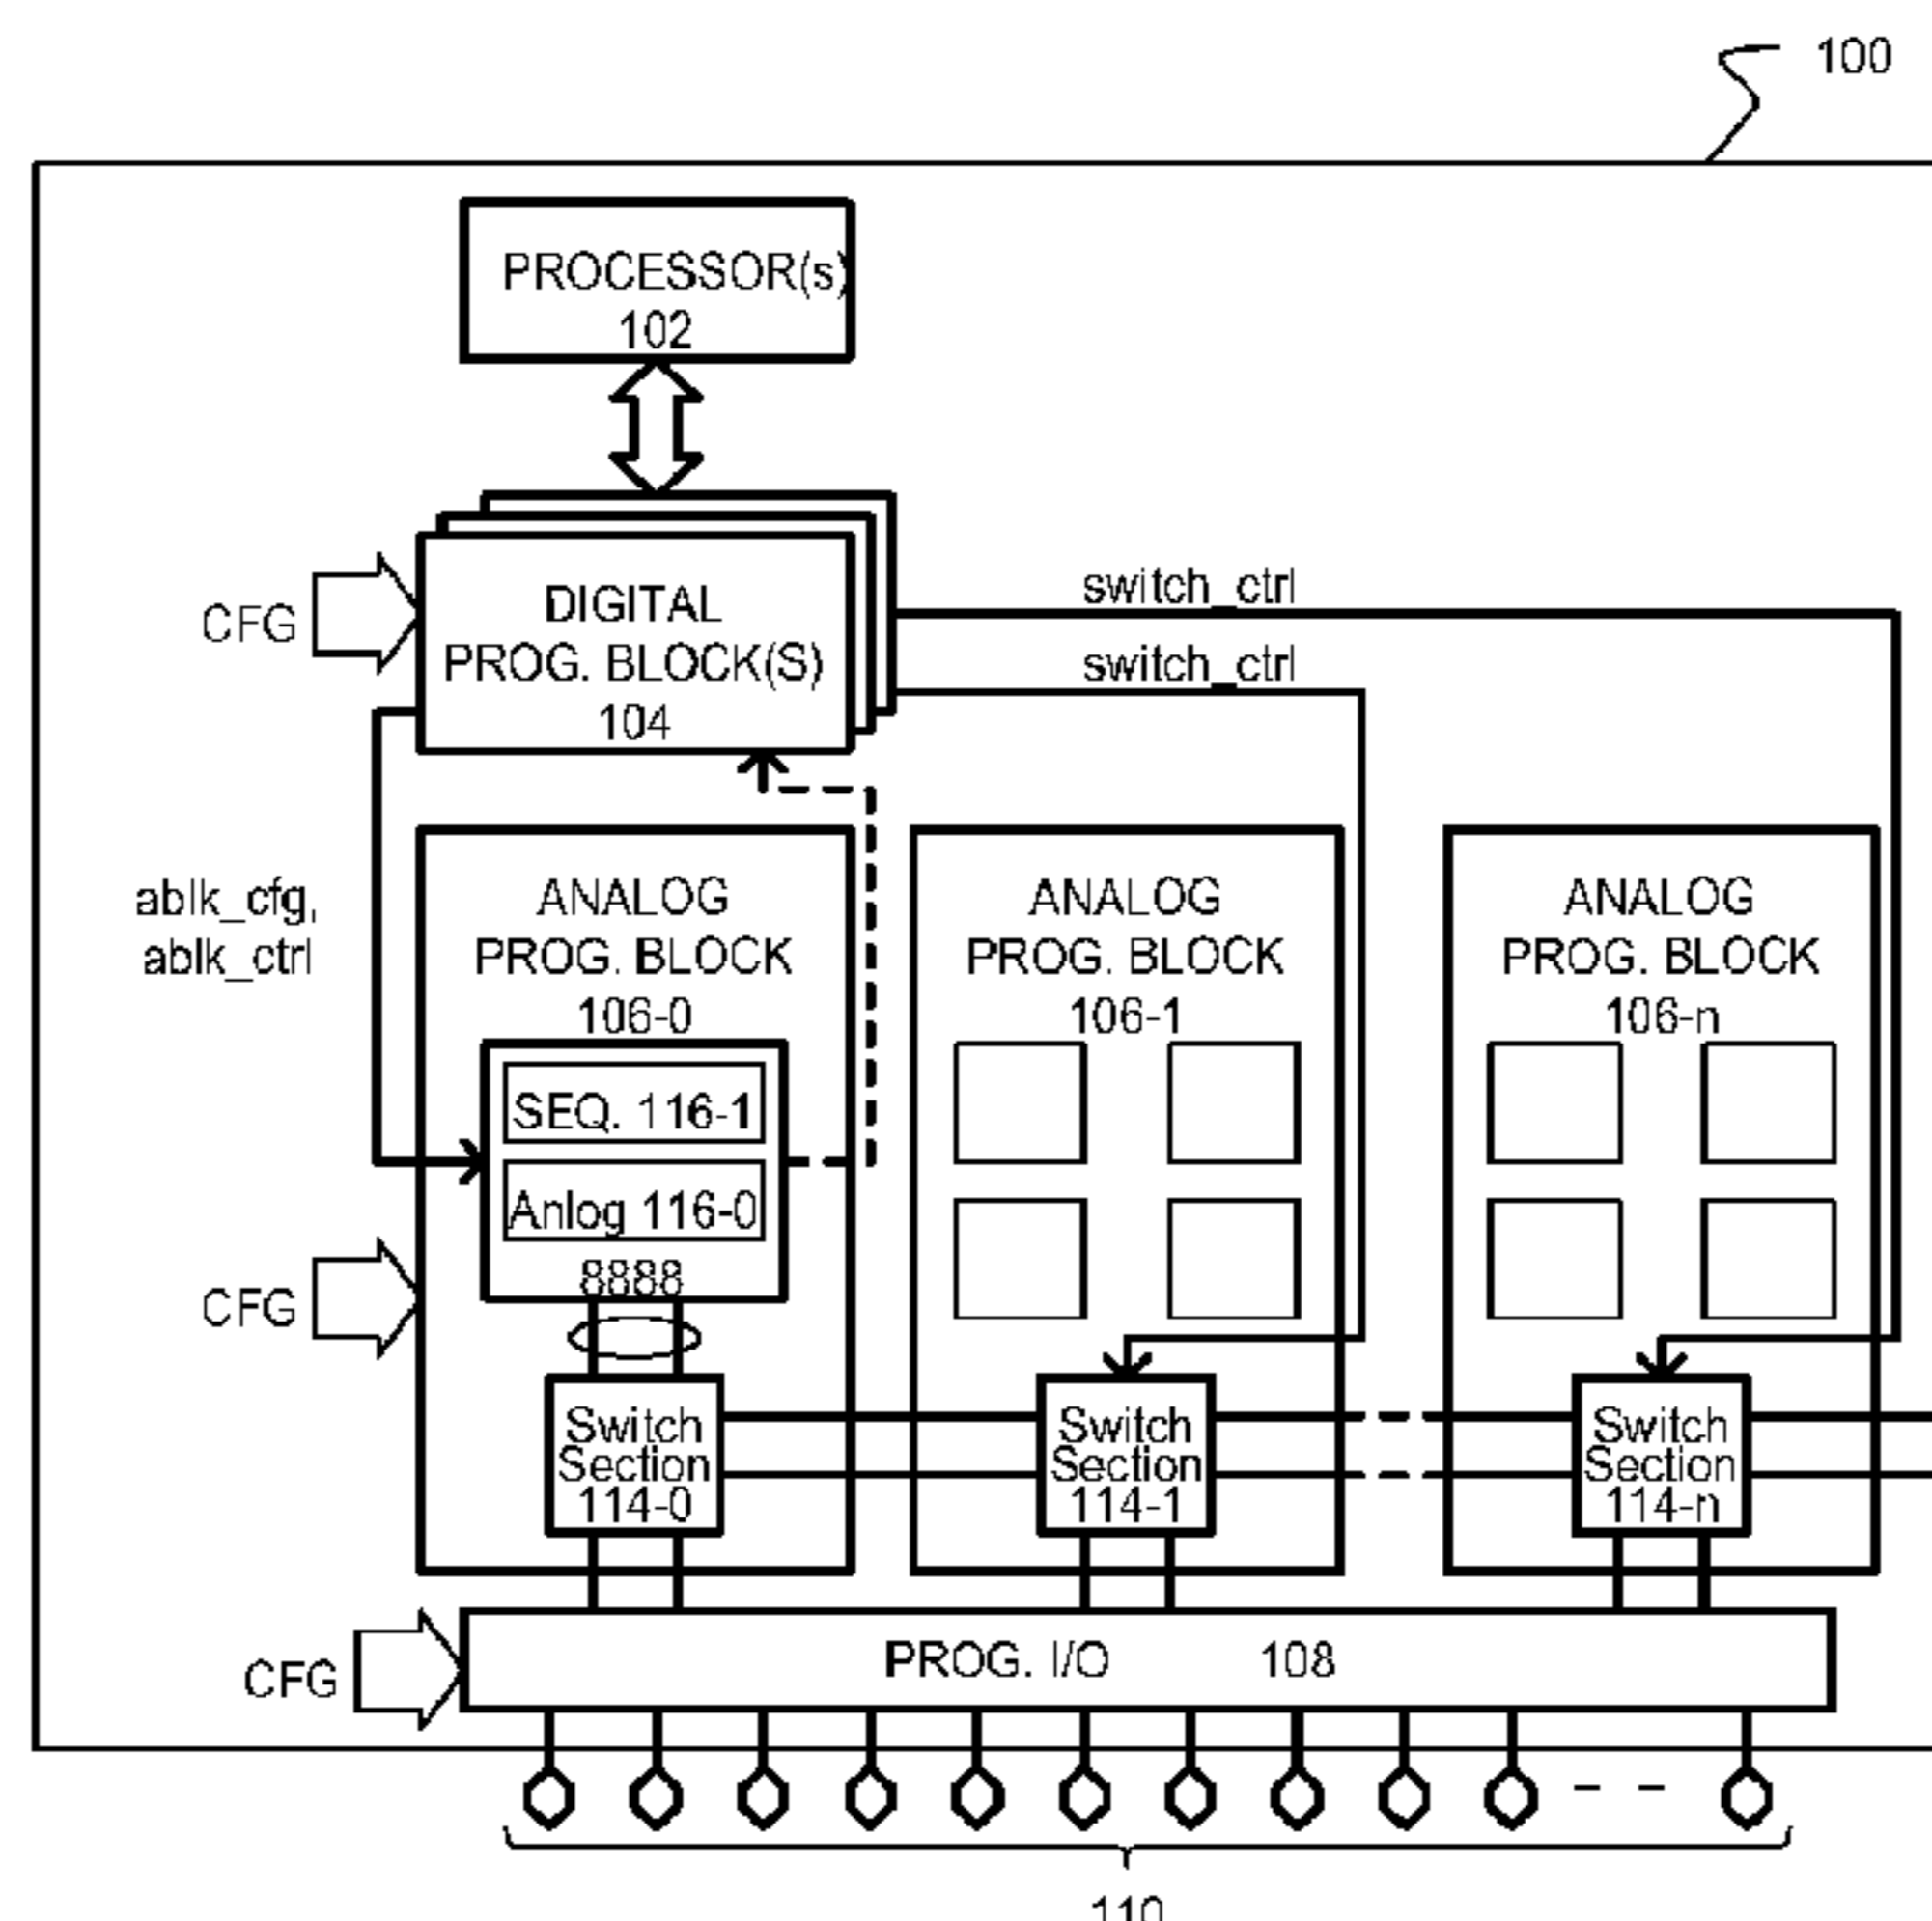 100
PROCESSOR(s)
102
switch_ctrl
CFG
DIGITAL
PROG. BLOCK(S)
104
switch_ctrl
ablk_cfg,
ablk_ctrl
ANALOG
PROG. BLOCK
106-0
ANALOG
PROG. BLOCK
106-1
ANALOG
PROG. BLOCK
106-n
SEQ. 116-1
Anlog 116-0
8888
CFG
Switch
Section
114-0
Switch
Section
114-1
Switch
Section
114-n
CFG
PROG. I/O 108
110